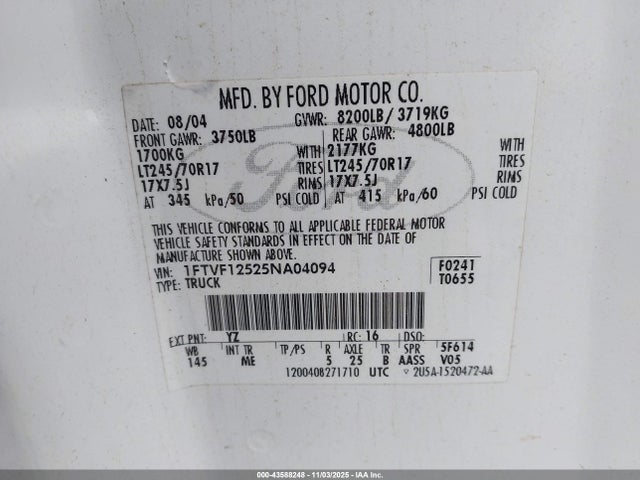 MFD. BY FORD MOTOR CO.
DATE: 08/04 GVWR: 8200LB/ 3719KG
FRONT GAWR: 3750LB REAR GAWR: 4800LB
1700KG WITH 2177KG WITH
LT245/70R17 TIRES LT245/70R17 TIRES
17X7.5J RIMS 17X7.5J RIMS
AT 345 kPa/50 PSI COLD AT 415 kPa/60 PSI COLD
Ford
THIS VEHICLE CONFORMS TO ALL APPLICABLE FEDERAL MOTOR
VEHICLE SAFETY STANDARDS IN EFFECT ON THE DATE OF
MANUFACTURE SHOWN ABOVE.
VIN: 1FTVF12525NA04094 F0241
TYPE: TRUCK T0655
EXT PNT: YZ RC: 16 DSO:
WB INT TR TP/PS R AXLE TR SPR 5F614
145 ME 5 25 B AASS V05
1200408271710 UTC 2U5A-1520472-AA
000-43588248 - 11/03/2025 - IAA, Inc.